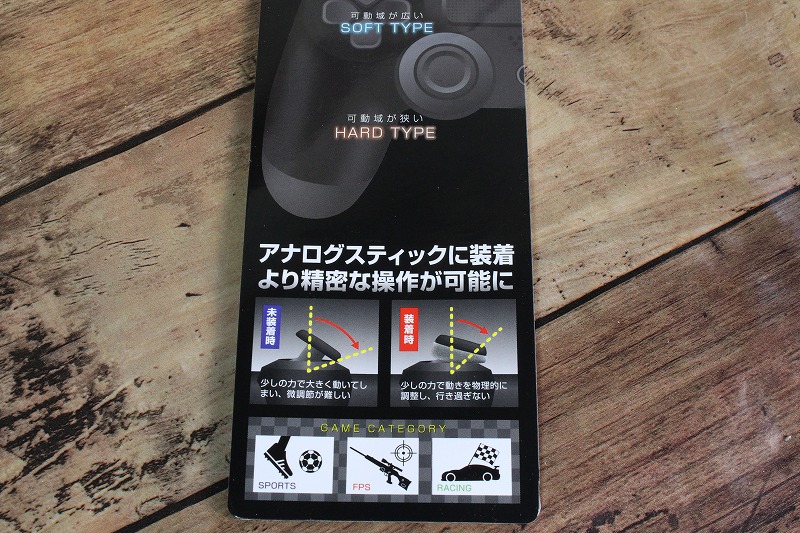 可動域が広い
SOFT TYPE
可動域が狭い
HARD TYPE
アナログスティックに装着
より精密な操作が可能に
未装着時
少しの力で大きく動いてし
まい、微調節が難しい
装着時
少しの力で動きを物理的に
調整し、行き過ぎない
GAME CATEGORY
SPORTS
FPS
RACING